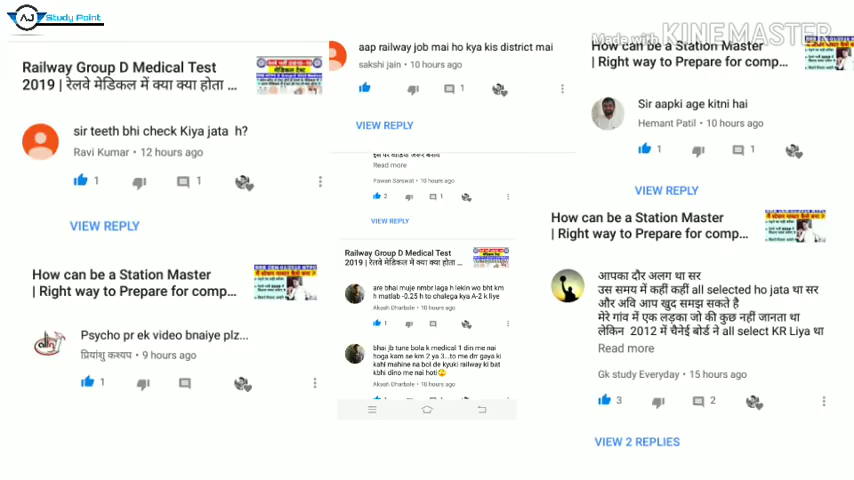 AJ Study Point
Railway Group D Medical Test
2019 | रेलवे मेडिकल में क्या क्या होता ...
sir teeth bhi check Kiya jata h?
Ravi Kumar • 12 hours ago
1
1
VIEW REPLY
How can be a Station Master
| Right way to Prepare for comp...
Psycho pr ek video bnaiye plz...
प्रियांशु कश्यप • 9 hours ago
1
aap railway job mai ho kya kis district mai
sakshi jain • 10 hours ago
1
VIEW REPLY
Read more
Pawan Sarswat • 10 hours ago
2
1
VIEW REPLY
Railway Group D Medical Test
2019 | रेलवे मेडिकल में क्या क्या होता ...
are bhai muje nmbr laga h lekin wo bht km
h matlab -0.25 h to chalega kya A-2 k liye
Akash Dharbale • 10 hours ago
1
1
bhai jb tune bola k medical 1 din me nai
hoga kam se km 2 ya 3...to me drr gaya ki
kahi mahine na bol de kyuki railway ki bat
kbhi dino me nai hoti
Akash Dharbale • 10 hours ago
Made with KINEMASTER
How can be a Station Master
| Right way to Prepare for comp...
Sir aapki age kitni hai
Hemant Patil • 10 hours ago
1
1
VIEW REPLY
How can be a Station Master
| Right way to Prepare for comp...
आपका दौर अलग था सर
उस समय में कहीं कहीं all selected ho jata था सर
और अवि आप खुद समझ सकते है
मेरे गांव में एक लड़का जो की कुछ नहीं जानता था
लेकिन 2012 में चैनेई बोर्ड ने all select KR Liya था
Read more
Gk study Everyday • 15 hours ago
3
2
VIEW 2 REPLIES